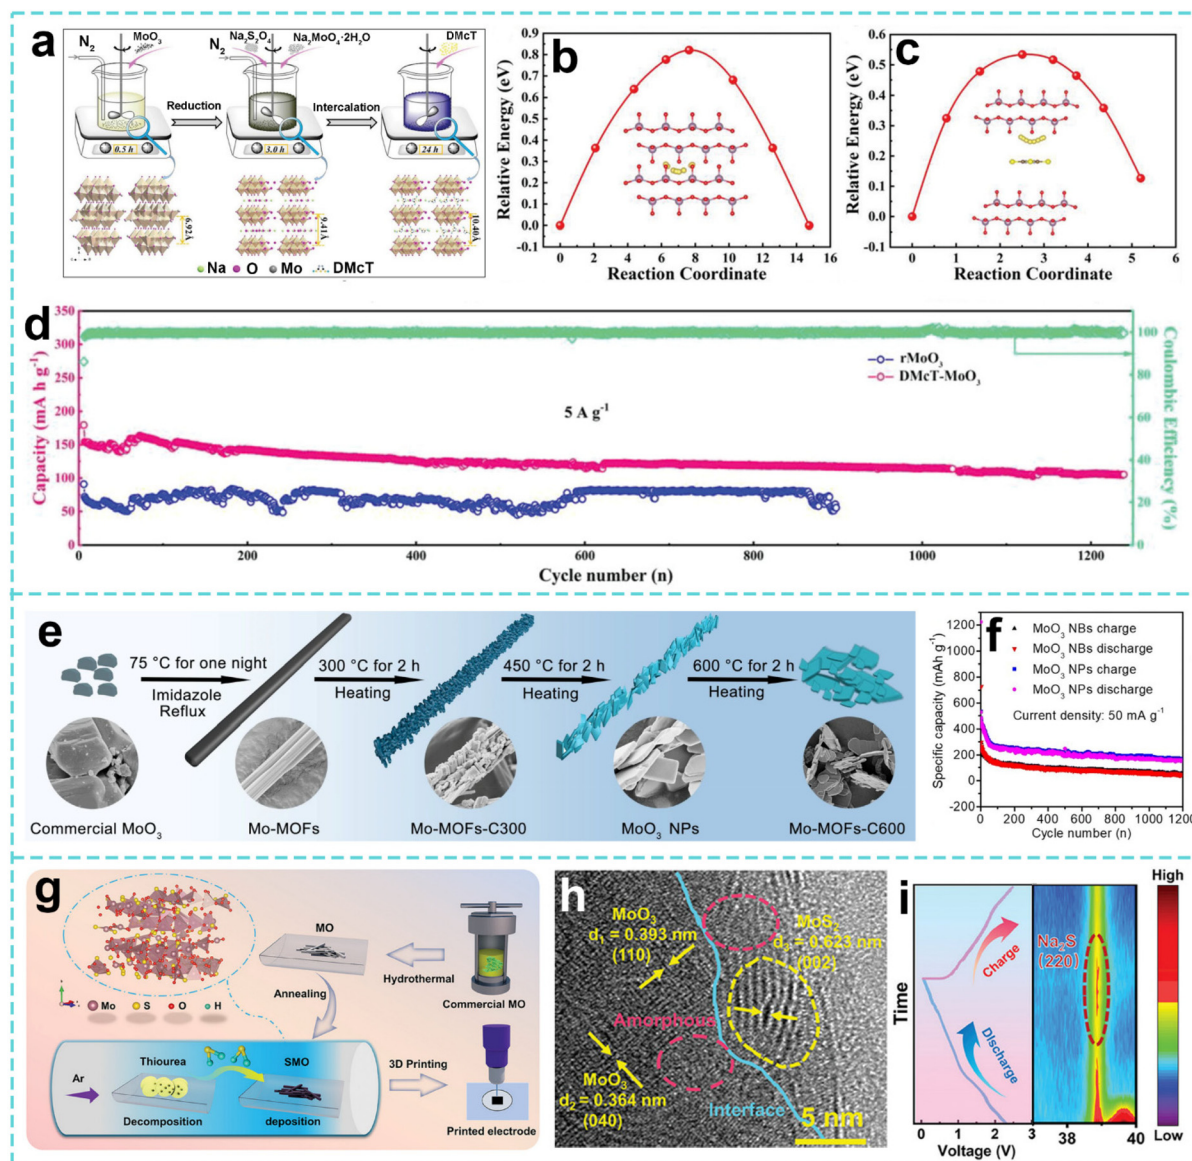 a
N₂
MoO₃
N₂
Na₂S₂O₄
Na₂MoO₄·2H₂O
DMcT
Reduction
Intercalation
0.5 h
3.0 h
24 h
6.92Å
9.41Å
10.40Å
Na O Mo DMcT
b
Relative Energy (eV)
0.9
0.8
0.7
0.6
0.5
0.4
0.3
0.2
0.1
0.0
-0.1
0 2 4 6 8 10 12 14 16
Reaction Coordinate
c
Relative Energy (eV)
0.6
0.5
0.4
0.3
0.2
0.1
0.0
-0.1
0 1 2 3 4 5 6
Reaction Coordinate
d
Capacity (mA h g⁻¹)
350
300
250
200
150
100
50
0
rMoO₃
DMcT-MoO₃
5 A g⁻¹
0 200 400 600 800 1000 1200
Cycle number (n)
100
80
60
40
20
0
Coulombic Efficiency (%)
e
75 °C for one night
Imidazole
Reflux
300 °C for 2 h
Heating
450 °C for 2 h
Heating
600 °C for 2 h
Heating
Commercial MoO₃
Mo-MOFs
Mo-MOFs-C300
MoO₃ NPs
Mo-MOFs-C600
f
Specific capacity (mAh g⁻¹)
1200
1000
800
600
400
200
0
-200
MoO₃ NBs charge
MoO₃ NBs discharge
MoO₃ NPs charge
MoO₃ NPs discharge
Current density: 50 mA g⁻¹
0 200 400 600 800 1000 1200
Cycle number (n)
g
MO
Hydrothermal
Commercial MO
Mo S O H
Annealing
Ar
Thiourea
SMO
Decomposition
deposition
3D Printing
Printed electrode
h
MoO₃
d₁ = 0.393 nm
(110)
MoS₂
d₃ = 0.623 nm
(002)
Amorphous
MoO₃
d₂ = 0.364 nm
(040)
Interface
5 nm
i
Time
Charge
Discharge
Na₂S
(220)
0 1 2 3
Voltage (V)
38 40
High
Low